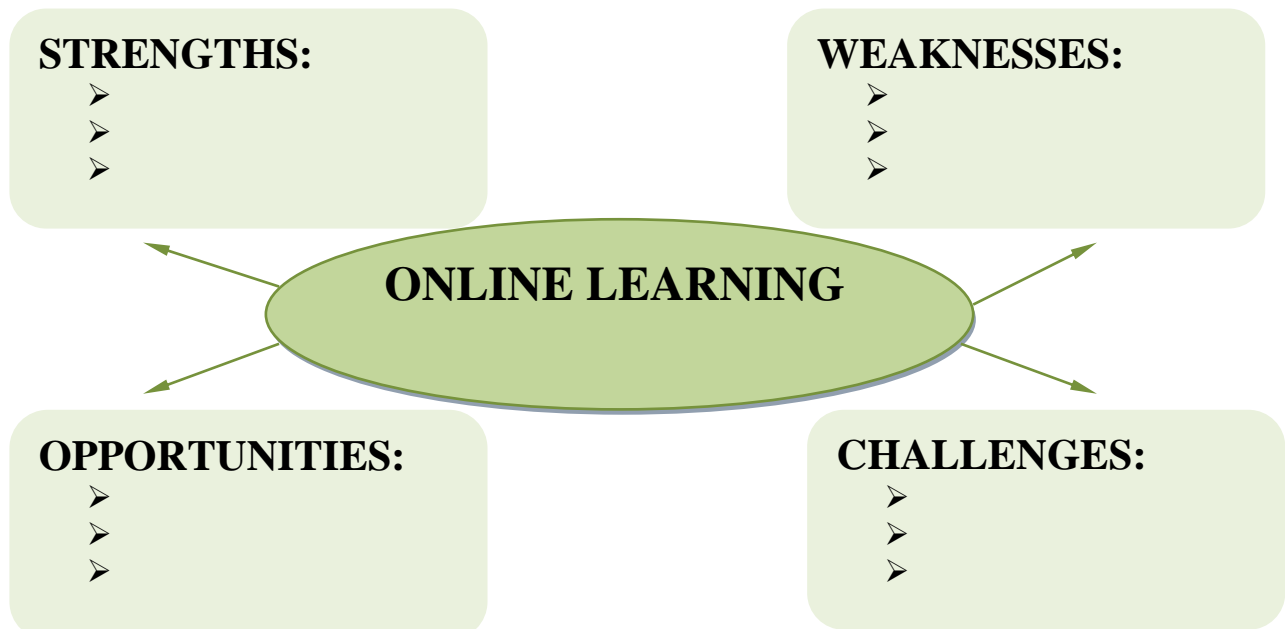 STRENGTHS:
➢
➢
➢
WEAKNESSES:
➢
➢
➢
ONLINE LEARNING
OPPORTUNITIES:
➢
➢
➢
CHALLENGES:
➢
➢
➢